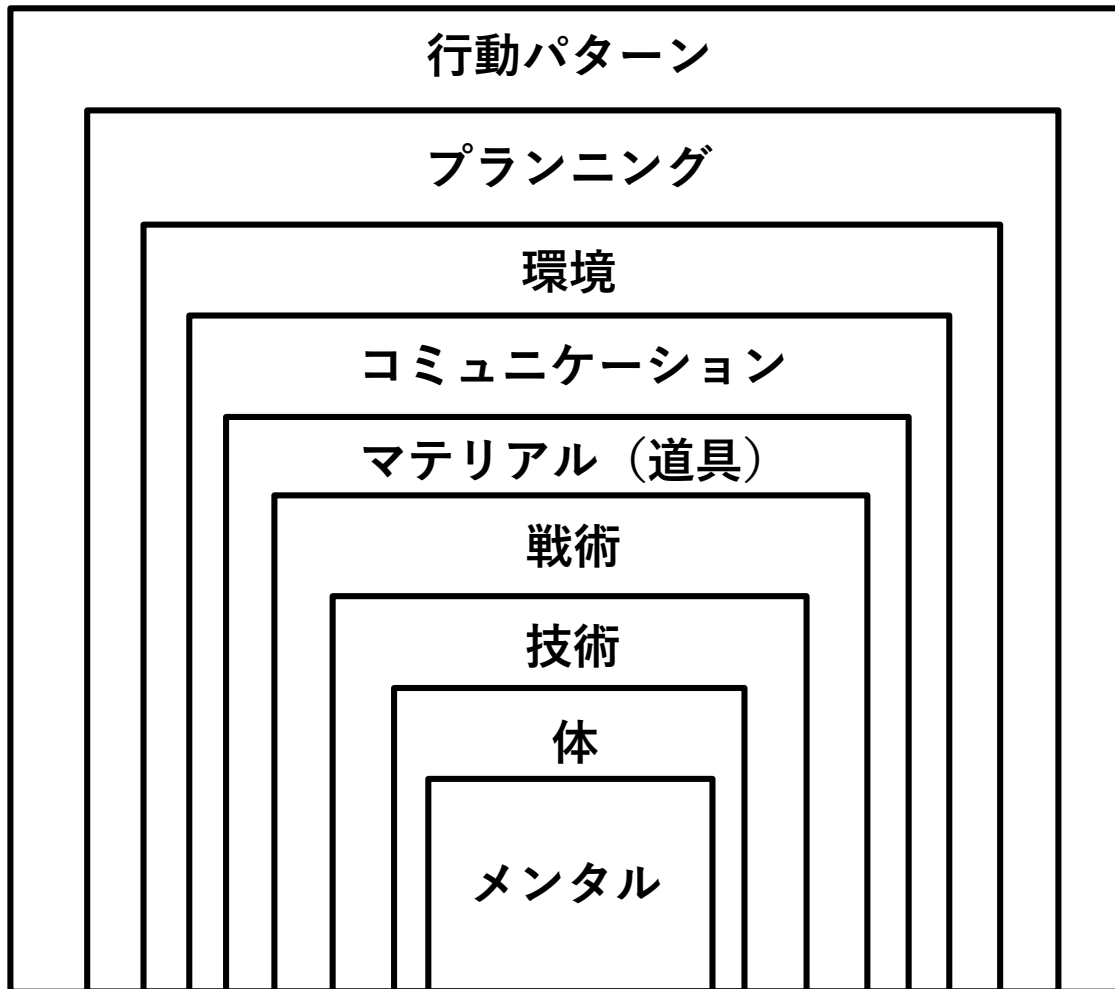 行動パターン
プランニング
環境
コミュニケーション
マテリアル（道具）
戦術
技術
体
メンタル